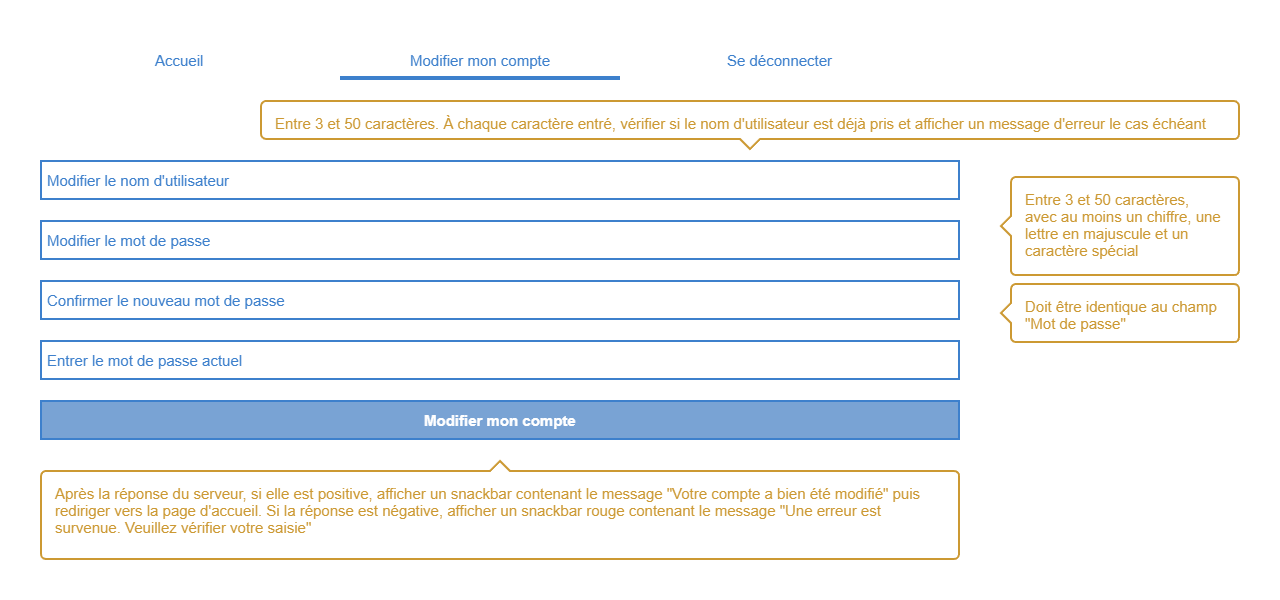 Accueil
Modifier mon compte
Se déconnecter
Entre 3 et 50 caractères. À chaque caractère entré, vérifier si le nom d'utilisateur est déjà pris et afficher un message d'erreur le cas échéant
Modifier le nom d'utilisateur
Entre 3 et 50 caractères,
avec au moins un chiffre, une
lettre en majuscule et un
caractère spécial
Modifier le mot de passe
Confirmer le nouveau mot de passe
Doit être identique au champ
"Mot de passe"
Entrer le mot de passe actuel
Modifier mon compte
Après la réponse du serveur, si elle est positive, afficher un snackbar contenant le message "Votre compte a bien été modifié" puis
rediriger vers la page d'accueil. Si la réponse est négative, afficher un snackbar rouge contenant le message "Une erreur est
survenue. Veuillez vérifier votre saisie"